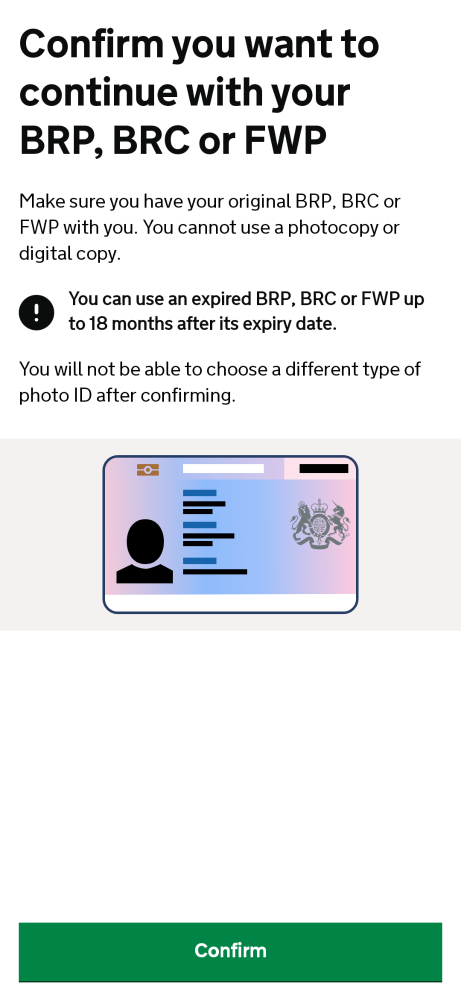 Confirm you want to
continue with your
BRP, BRC or FWP
Make sure you have your original BRP, BRC or
FWP with you. You cannot use a photocopy or
digital copy.
You can use an expired BRP, BRC or FWP up
to 18 months after its expiry date.
You will not be able to choose a different type of
photo ID after confirming.
Confirm